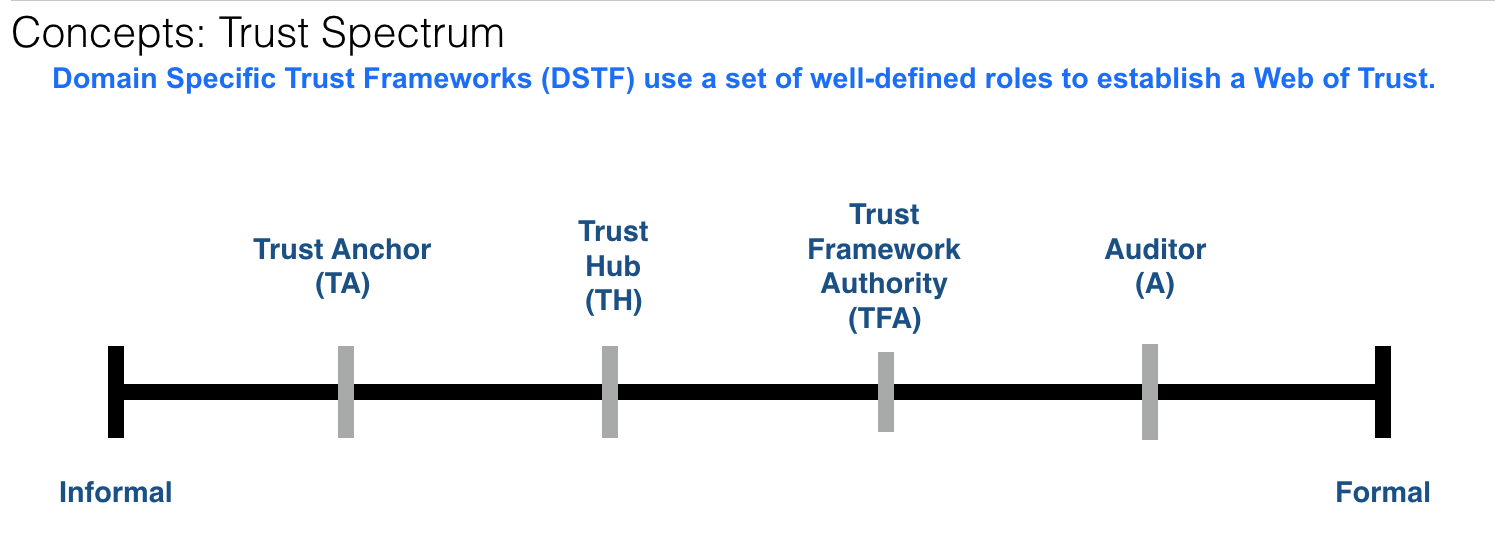 Concepts: Trust Spectrum
Domain Specific Trust Frameworks (DSTF) use a set of well-defined roles to establish a Web of Trust.
Trust Anchor
(TA)
Trust
Hub
(TH)
Trust
Framework
Authority
(TFA)
Auditor
(A)
Informal
Formal